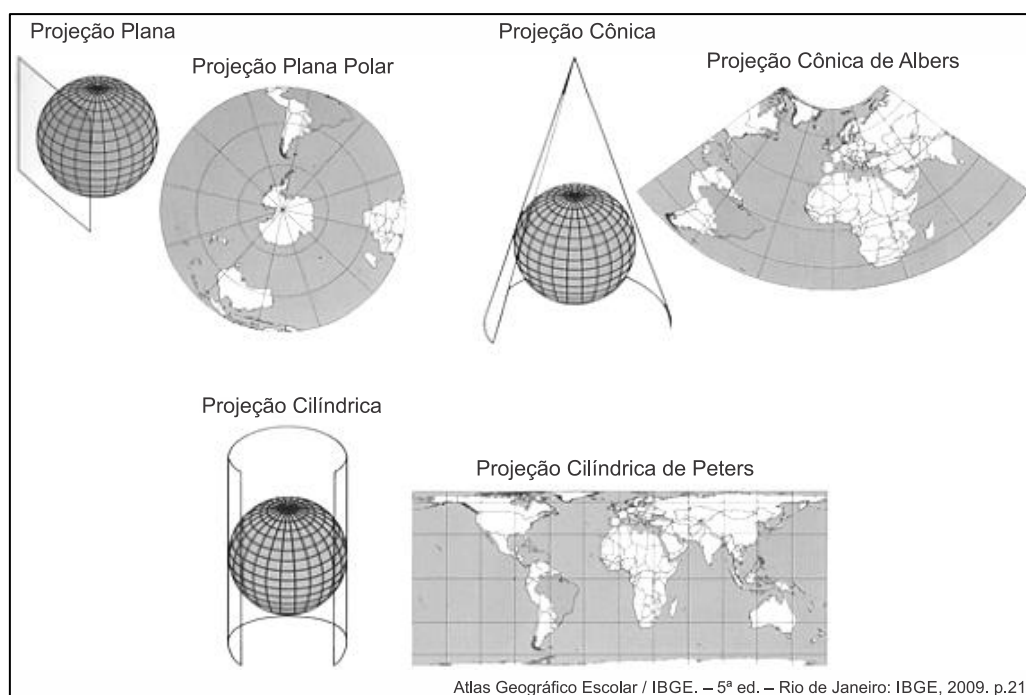 Projeção Plana
Projeção Plana Polar
Projeção Cônica
Projeção Cônica de Albers
Projeção Cilíndrica
Projeção Cilíndrica de Peters
Atlas Geográfico Escolar / IBGE. – 5ª ed. – Rio de Janeiro: IBGE, 2009. p.21